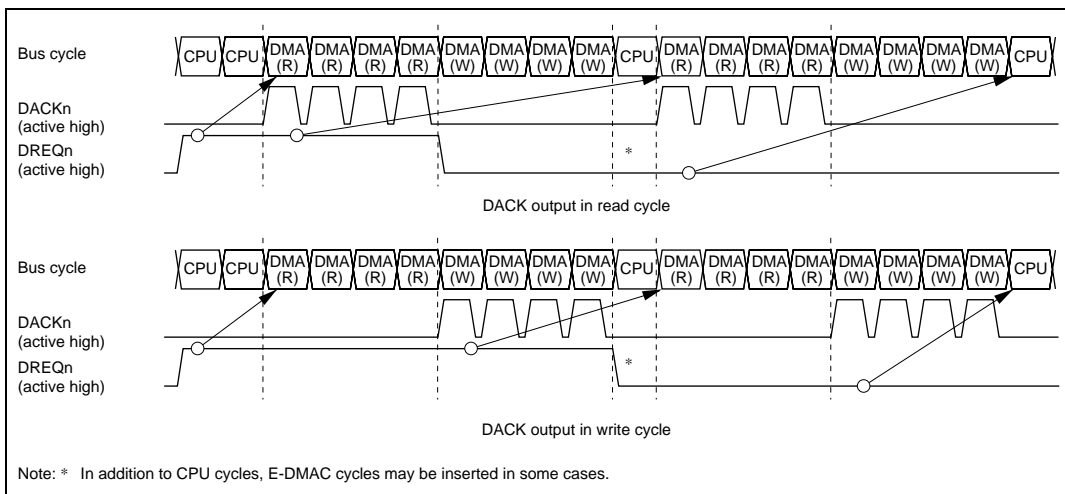 Bus cycle
CPU CPU DMA (R) DMA (R) DMA (R) DMA (R) DMA (W) DMA (W) DMA (W) DMA (W) CPU DMA (R) DMA (R) DMA (R) DMA (R) DMA (W) DMA (W) DMA (W) DMA (W) CPU
DACKn
(active high)
DREQn
(active high)
*
DACK output in read cycle
Bus cycle
CPU CPU DMA (R) DMA (R) DMA (R) DMA (R) DMA (W) DMA (W) DMA (W) DMA (W) CPU DMA (R) DMA (R) DMA (R) DMA (R) DMA (W) DMA (W) DMA (W) DMA (W) CPU
DACKn
(active high)
DREQn
(active high)
*
DACK output in write cycle
Note: * In addition to CPU cycles, E-DMAC cycles may be inserted in some cases.